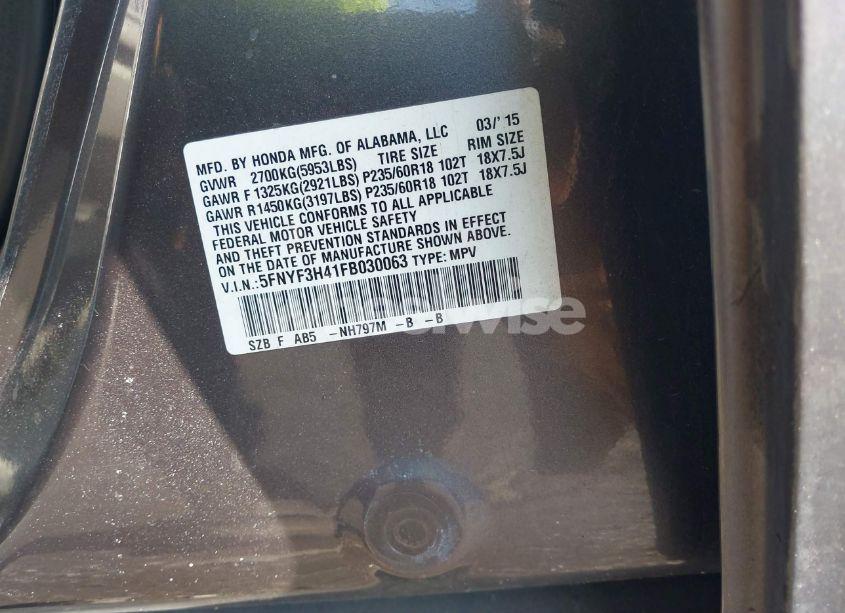 MFD. BY HONDA MFG. OF ALABAMA, LLC 03/'15
GVWR 2700KG(5953LBS) TIRE SIZE RIM SIZE
GAWR F 1325KG(2921LBS) P235/60R18 102T 18X7.5J
GAWR R1450KG(3197LBS) P235/60R18 102T 18X7.5J
THIS VEHICLE CONFORMS TO ALL APPLICABLE
FEDERAL MOTOR VEHICLE SAFETY
AND THEFT PREVENTION STANDARDS IN EFFECT
ON THE DATE OF MANUFACTURE SHOWN ABOVE.
V.I.N.:5FNYF3H41FB030063 TYPE: MPV
SZB F AB5 -NH797M -B -B